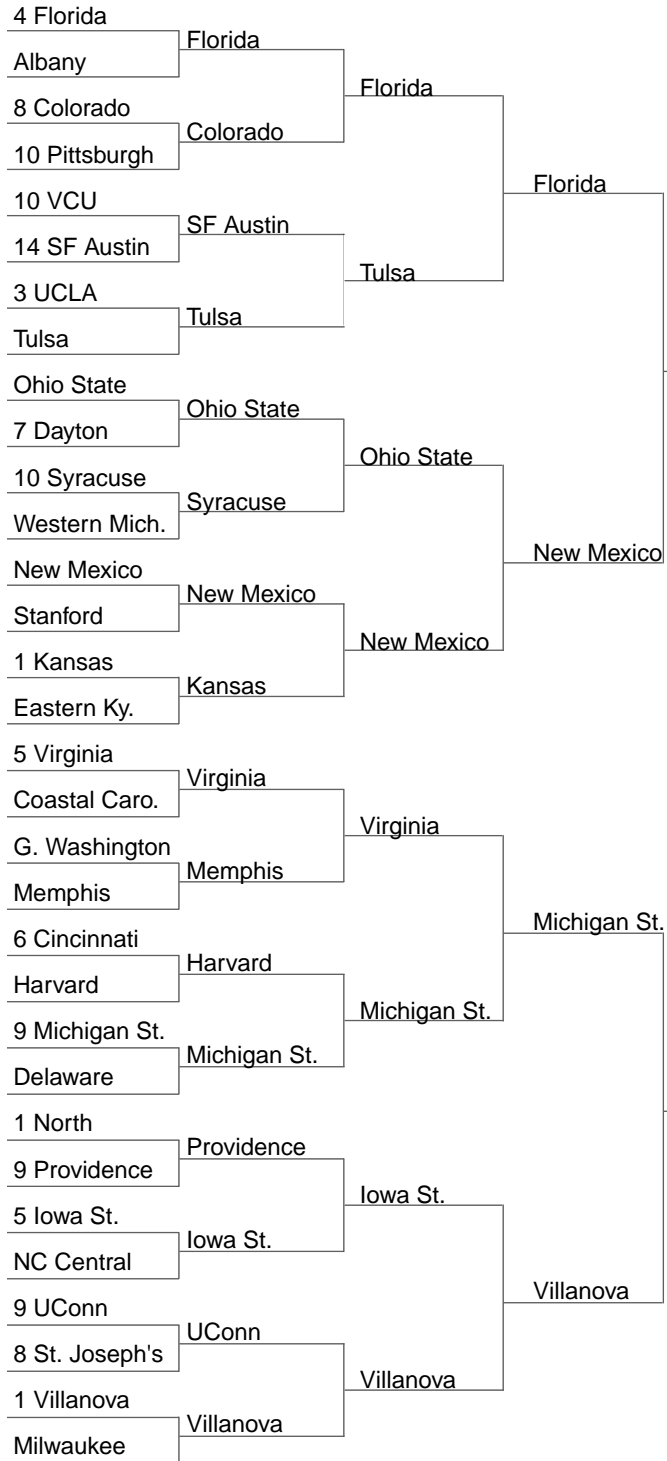 4 Florida
Albany
8 Colorado
10 Pittsburgh
10 VCU
14 SF Austin
3 UCLA
Tulsa
Ohio State
7 Dayton
10 Syracuse
Western Mich.
New Mexico
Stanford
1 Kansas
Eastern Ky.
5 Virginia
Coastal Caro.
G. Washington
Memphis
6 Cincinnati
Harvard
9 Michigan St.
Delaware
1 North
9 Providence
5 Iowa St.
NC Central
9 UConn
8 St. Joseph's
1 Villanova
Milwaukee
Florida
Colorado
SF Austin
Tulsa
Ohio State
Syracuse
New Mexico
Kansas
Virginia
Memphis
Harvard
Michigan St.
Providence
Iowa St.
UConn
Villanova
Florida
Tulsa
Ohio State
New Mexico
Virginia
Michigan St.
Iowa St.
Villanova
Florida
New Mexico
Michigan St.
Villanova